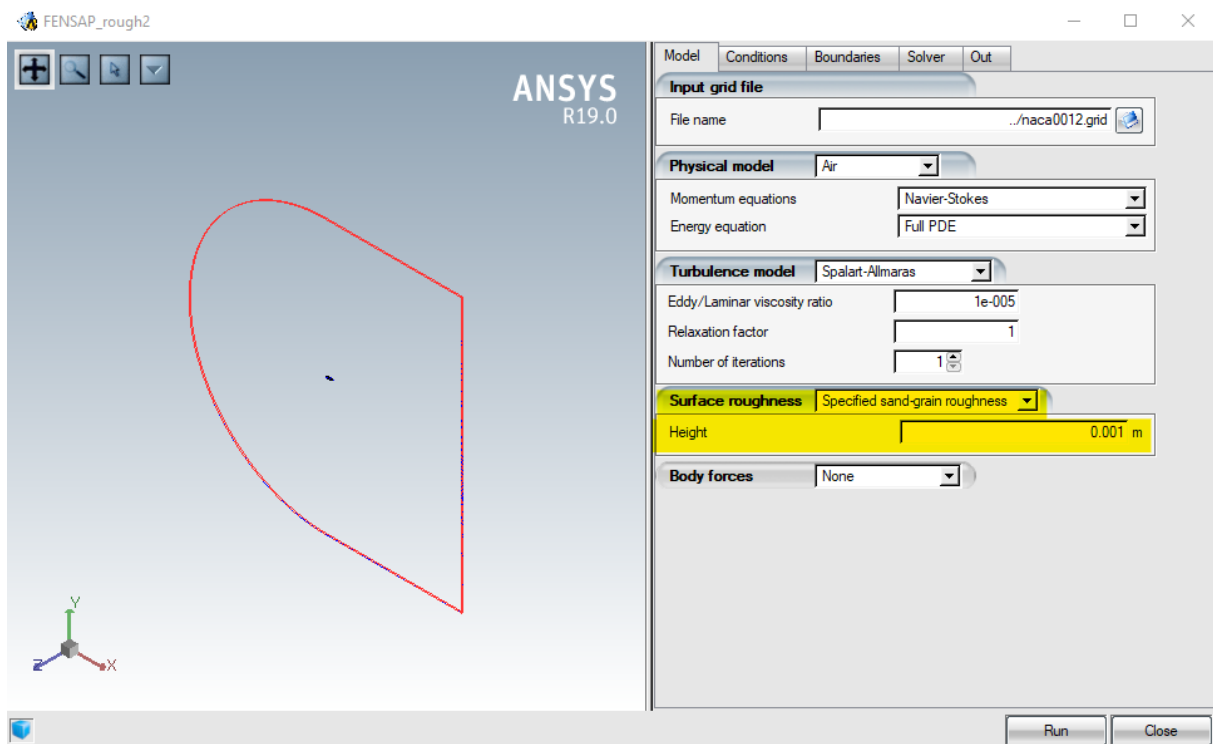 FENSAP_rough2
ANSYS
R19.0
Y
Z
X
Model Conditions Boundaries Solver Out
Input grid file
File name ../naca0012.grid
Physical model Air
Momentum equations Navier-Stokes
Energy equation Full PDE
Turbulence model Spalart-Allmaras
Eddy/Laminar viscosity ratio 1e-005
Relaxation factor 1
Number of iterations 1
Surface roughness Specified sand-grain roughness
Height 0.001 m
Body forces None
Run Close